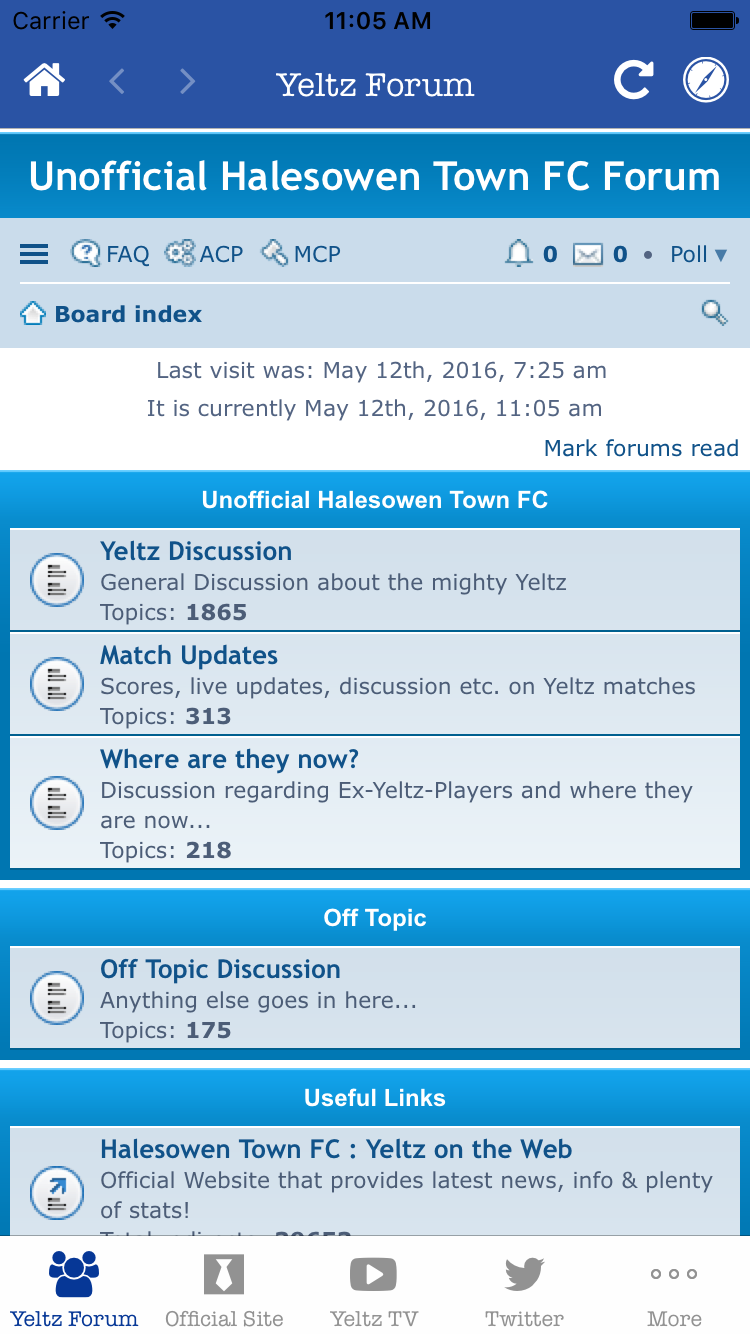 Carrier 11:05 AM
Yeltz Forum
Unofficial Halesowen Town FC Forum
FAQ ACP MCP 0 0 • Poll ▾
Board index
Last visit was: May 12th, 2016, 7:25 am
It is currently May 12th, 2016, 11:05 am
Mark forums read
Unofficial Halesowen Town FC
Yeltz Discussion
General Discussion about the mighty Yeltz
Topics: 1865
Match Updates
Scores, live updates, discussion etc. on Yeltz matches
Topics: 313
Where are they now?
Discussion regarding Ex-Yeltz-Players and where they
are now...
Topics: 218
Off Topic
Off Topic Discussion
Anything else goes in here...
Topics: 175
Useful Links
Halesowen Town FC : Yeltz on the Web
Official Website that provides latest news, info & plenty
of stats!
Yeltz Forum Official Site Yeltz TV Twitter More